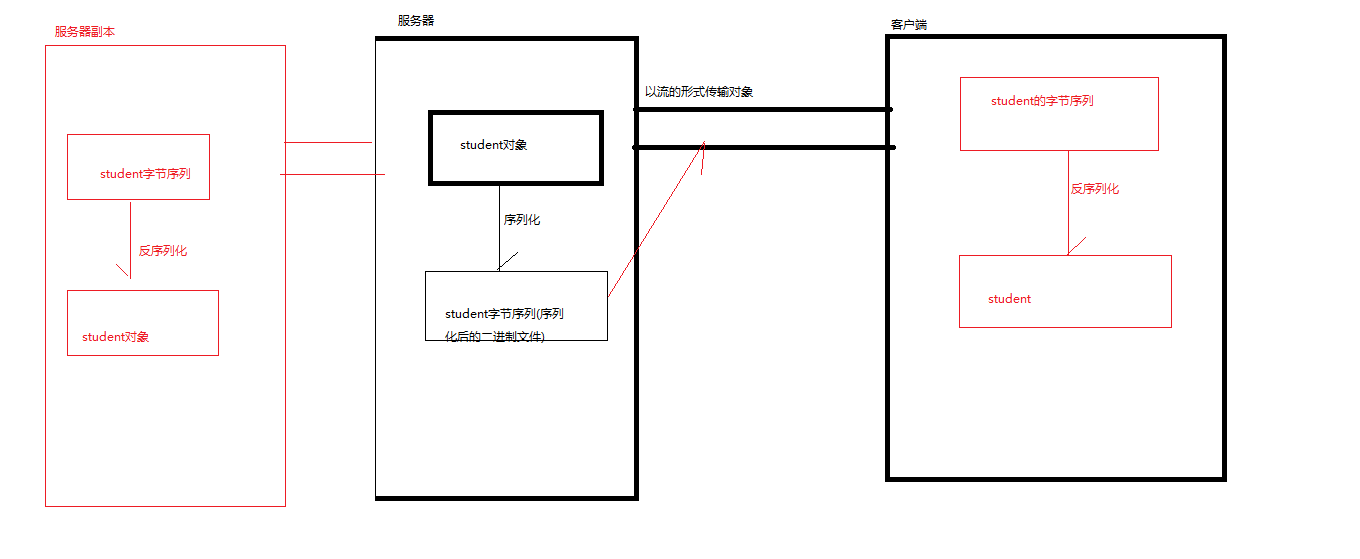 服务器副本
student字节序列
反序列化
student对象
服务器
student对象
序列化
student字节序列(序列
化后的二进制文件)
以流的形式传输对象
客户端
student的字节序列
反序列化
student